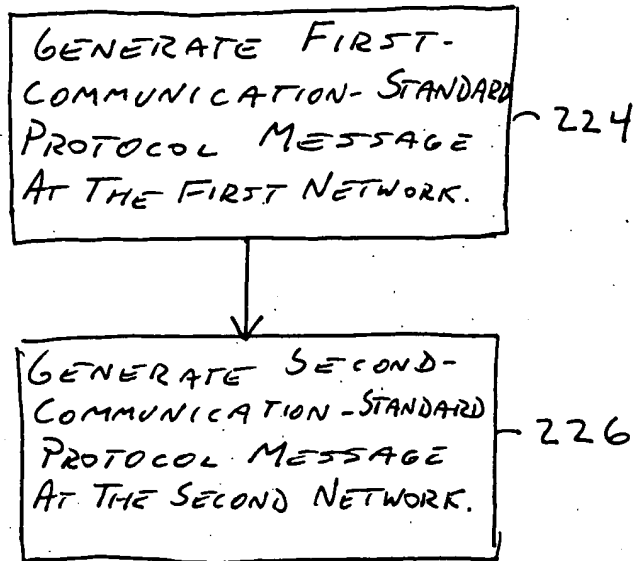 GENERATE FIRST-
COMMUNICATION-STANDARD
PROTOCOL MESSAGE
AT THE FIRST NETWORK.
224
GENERATE SECOND-
COMMUNICATION-STANDARD
PROTOCOL MESSAGE
AT THE SECOND NETWORK.
226